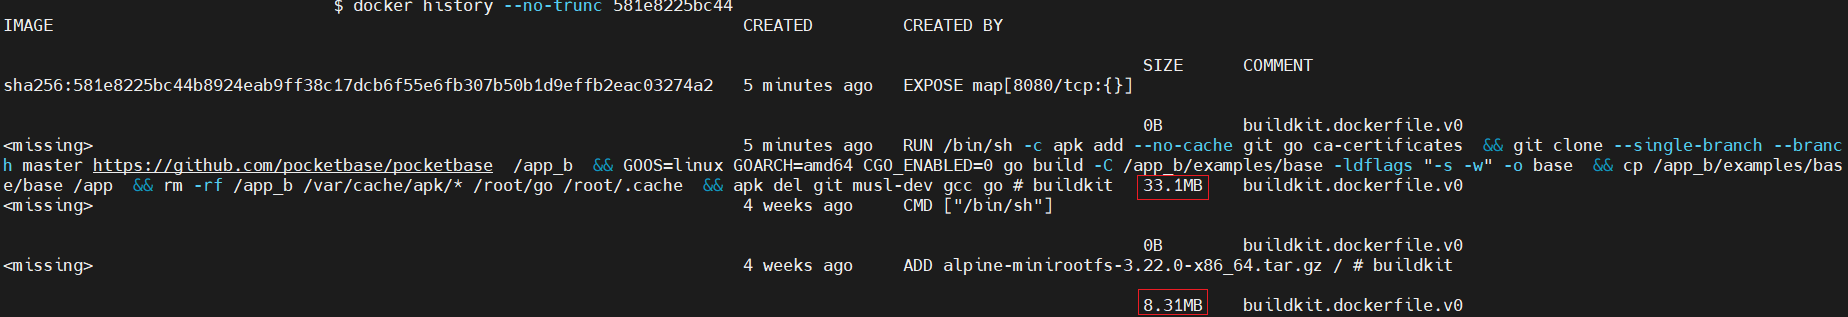 $ docker history --no-trunc 581e8225bc44
IMAGE CREATED CREATED BY
SIZE COMMENT
sha256:581e8225bc44b8924eab9ff38c17dcb6f55e6fb307b50b1d9effb2eac03274a2 5 minutes ago EXPOSE map[8080/tcp:{}]
0B buildkit.dockerfile.v0
<missing> 5 minutes ago RUN /bin/sh -c apk add --no-cache git go ca-certificates && git clone --single-branch --branc
h master https://github.com/pocketbase/pocketbase /app_b && GOOS=linux GOARCH=amd64 CGO_ENABLED=0 go build -C /app_b/examples/base -ldflags "-s -w" -o base && cp /app_b/examples/bas
e/base /app && rm -rf /app_b /var/cache/apk/* /root/go /root/.cache && apk del git musl-dev gcc go # buildkit 33.1MB buildkit.dockerfile.v0
<missing> 4 weeks ago CMD ["/bin/sh"]
0B buildkit.dockerfile.v0
<missing> 4 weeks ago ADD alpine-minirootfs-3.22.0-x86_64.tar.gz / # buildkit
8.31MB buildkit.dockerfile.v0